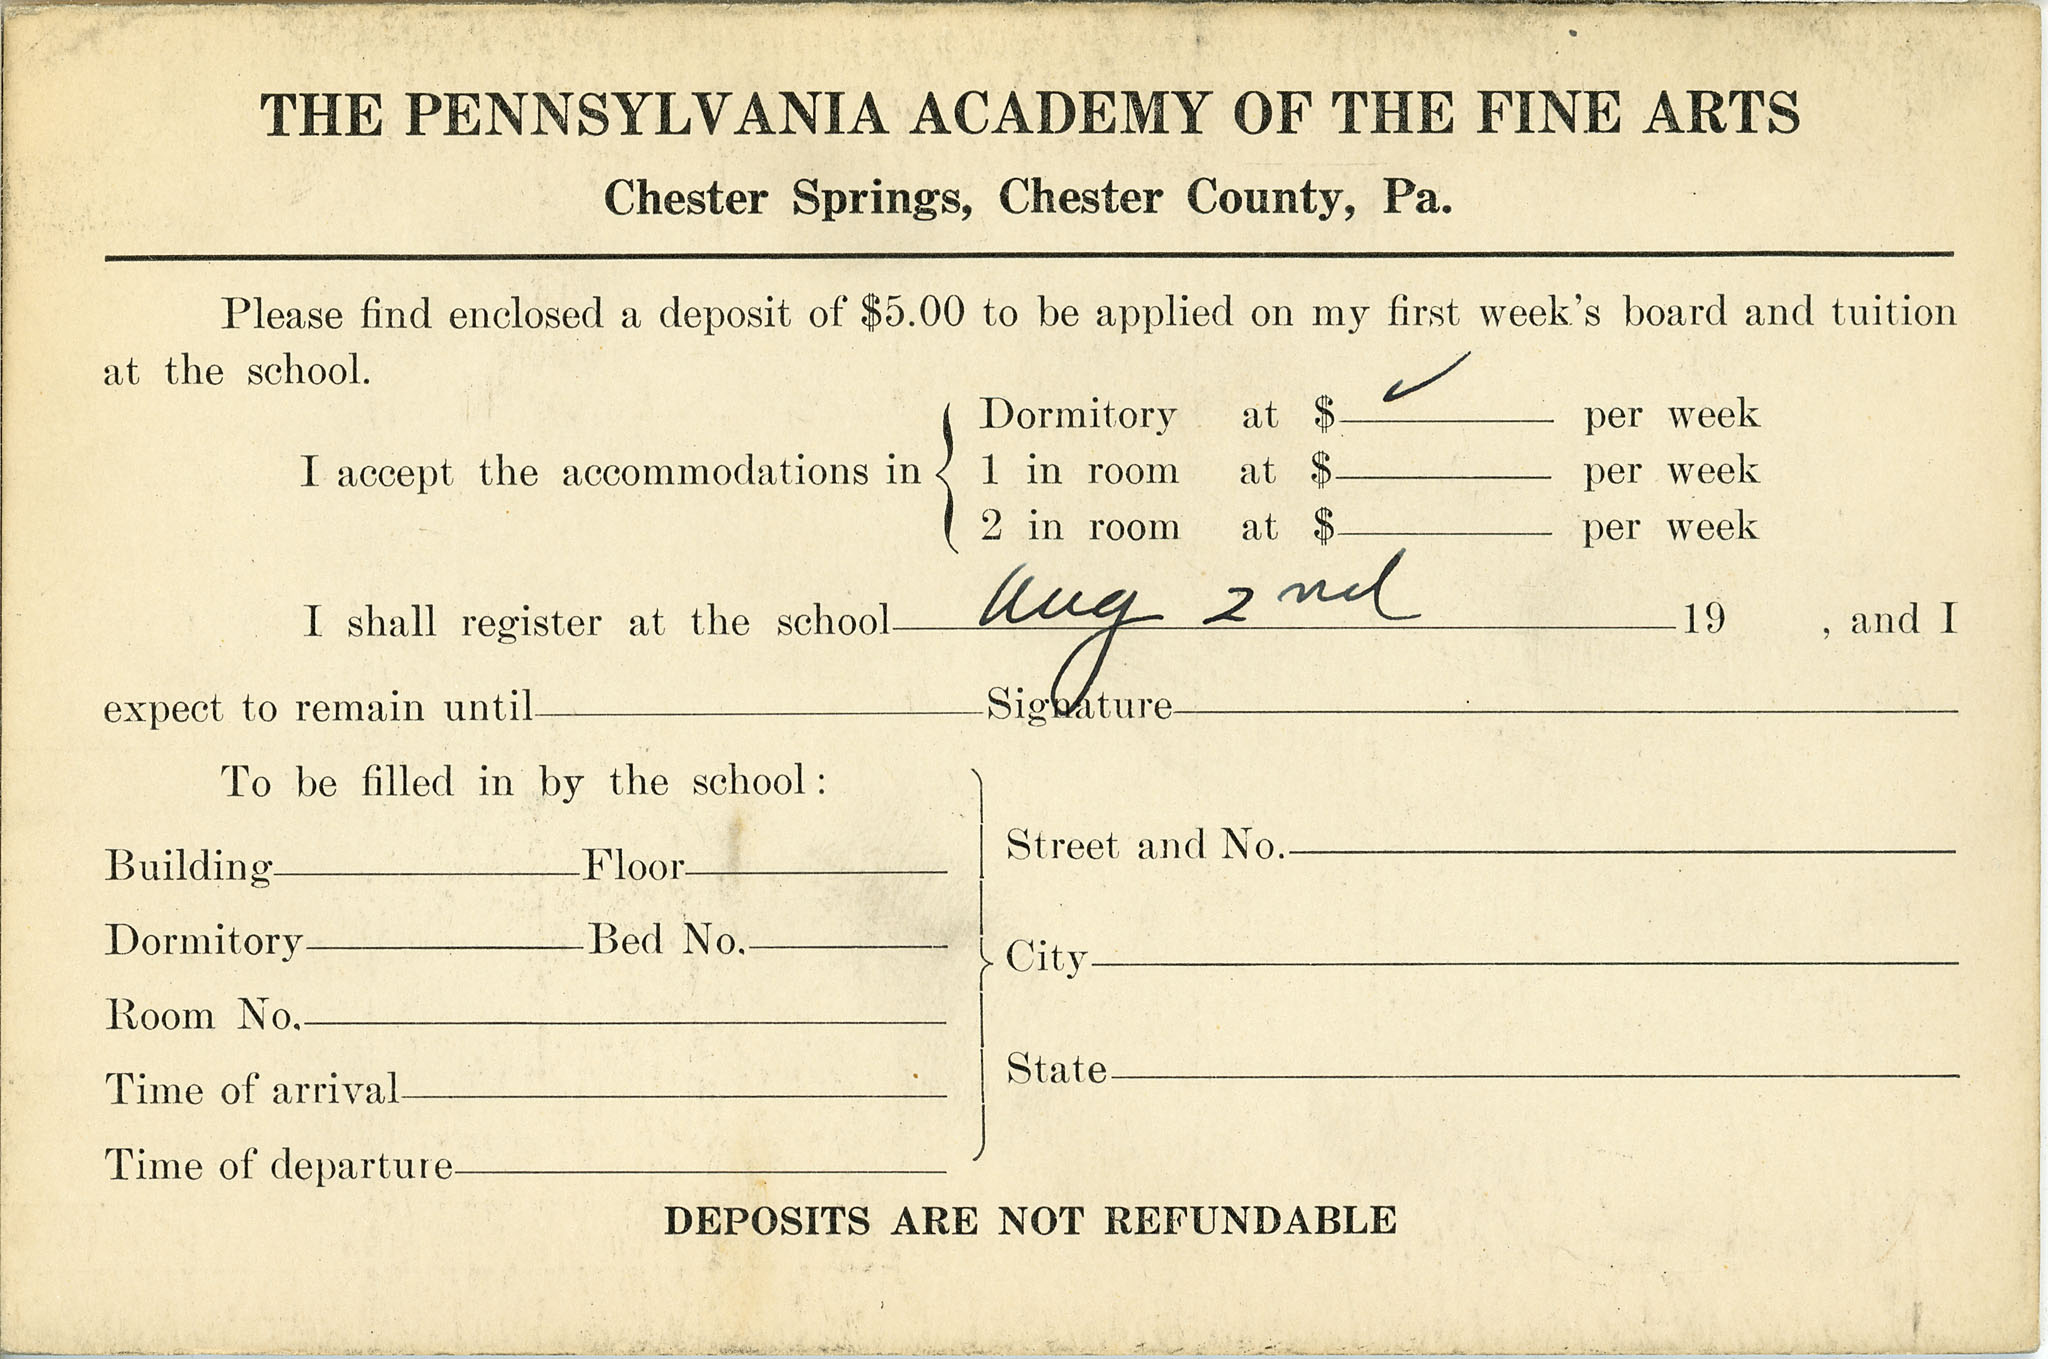 THE PENNSYLVANIA ACADEMY OF THE FINE ARTS
Chester Springs, Chester County, Pa.
Please find enclosed a deposit of $5.00 to be applied on my first week's board and tuition
at the school.
I accept the accommodations in
Dormitory at $ ✓ per week
1 in room at $ per week
2 in room at $ per week
I shall register at the school Aug 2nd 19 , and I
expect to remain until Signature
To be filled in by the school:
Building Floor
Dormitory Bed No.
Room No.
Time of arrival
Time of departure
Street and No.
City
State
DEPOSITS ARE NOT REFUNDABLE